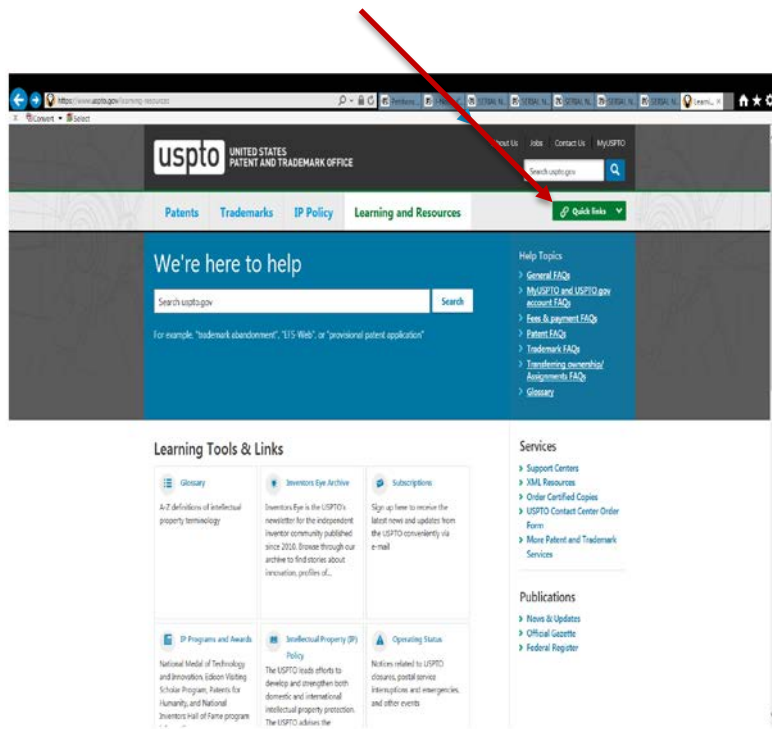 https://www.uspto.gov/learning-resources
Petitions
SERIAL N...
SERIAL N...
SERIAL N...
SERIAL N...
SERIAL N...
Learni...
x Convert Select
uspto UNITED STATES
PATENT AND TRADEMARK OFFICE
About Us Jobs Contact Us MyUSPTO
Search uspto.gov
Patents Trademarks IP Policy Learning and Resources
Quick links
We're here to help
Search uspto.gov Search
For example, "trademark abandonment", "EFS-Web", or "provisional patent application"
Help Topics
General FAQs
MyUSPTO and USPTO.gov
account FAQs
Fees & payment FAQs
Patent FAQs
Trademark FAQs
Transferring ownership/
Assignments FAQs
Glossary
Learning Tools & Links
Glossary
A-Z definitions of intellectual
property terminology
Inventors Eye Archive
Inventors Eye is the USPTO's
newsletter for the independent
inventor community published
since 2010. Browse through our
archive to find stories about
innovation, profiles of...
Subscriptions
Sign up here to receive the
latest news and updates from
the USPTO conveniently via
e-mail
IP Programs and Awards
National Medal of Technology
and Innovation, Edison Visiting
Scholar Program, Patents for
Humanity, and National
Inventors Hall of Fame program
Intellectual Property (IP)
Policy
The USPTO leads efforts to
develop and strengthen both
domestic and international
intellectual property protection.
The USPTO advises the
Operating Status
Notices related to USPTO
closures, postal service
interruptions and emergencies,
and other events
Services
Support Centers
XML Resources
Order Certified Copies
USPTO Contact Center Order
Form
More Patent and Trademark
Services
Publications
News & Updates
Official Gazette
Federal Register